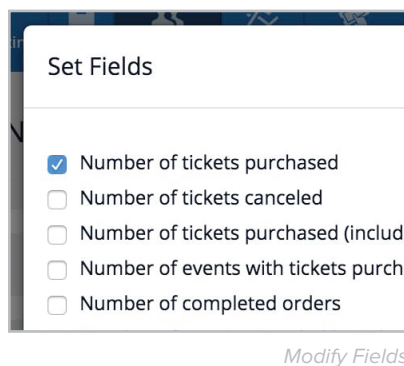 Set Fields
Number of tickets purchased
Number of tickets canceled
Number of tickets purchased (includ
Number of events with tickets purch
Number of completed orders
Modify Fields